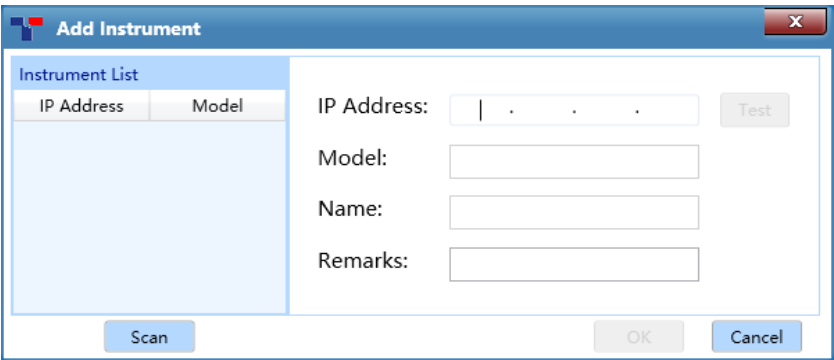 Add Instrument
x
Instrument List
IP Address Model
IP Address: . . . Test
Model:
Name:
Remarks:
Scan OK Cancel